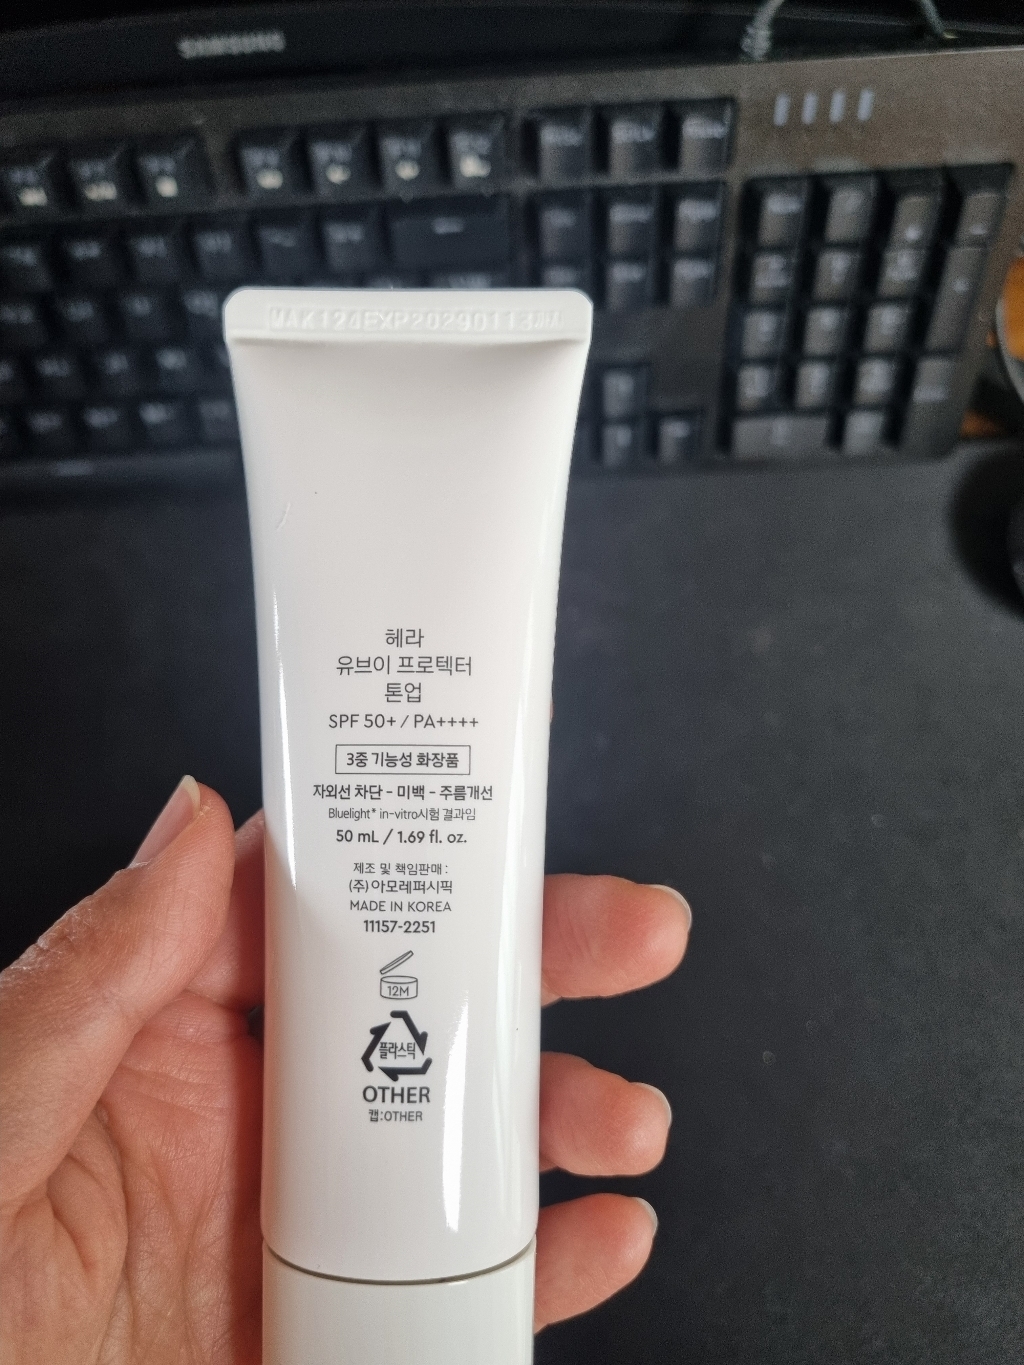 SAMSUNG
헤라
유브이 프로텍터
톤업
SPF 50+ / PA++++
3중 기능성 화장품
자외선 차단 - 미백 - 주름개선
Bluelight* in-vitro시험 결과임
50 mL / 1.69 fl. oz.
제조 및 책임판매 :
(주)아모레퍼시픽
MADE IN KOREA
11157-2251
12M
플라스틱
OTHER
캡:OTHER